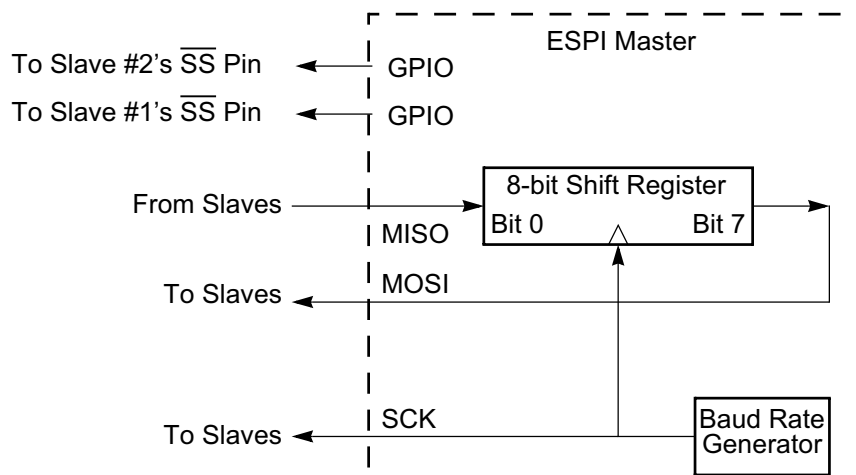 ESPI Master
To Slave #2’s SS Pin
GPIO
To Slave #1’s SS Pin
GPIO
8-bit Shift Register
From Slaves
Bit 0
Bit 7
MISO
MOSI
To Slaves
SCK
To Slaves
Baud Rate
Generator